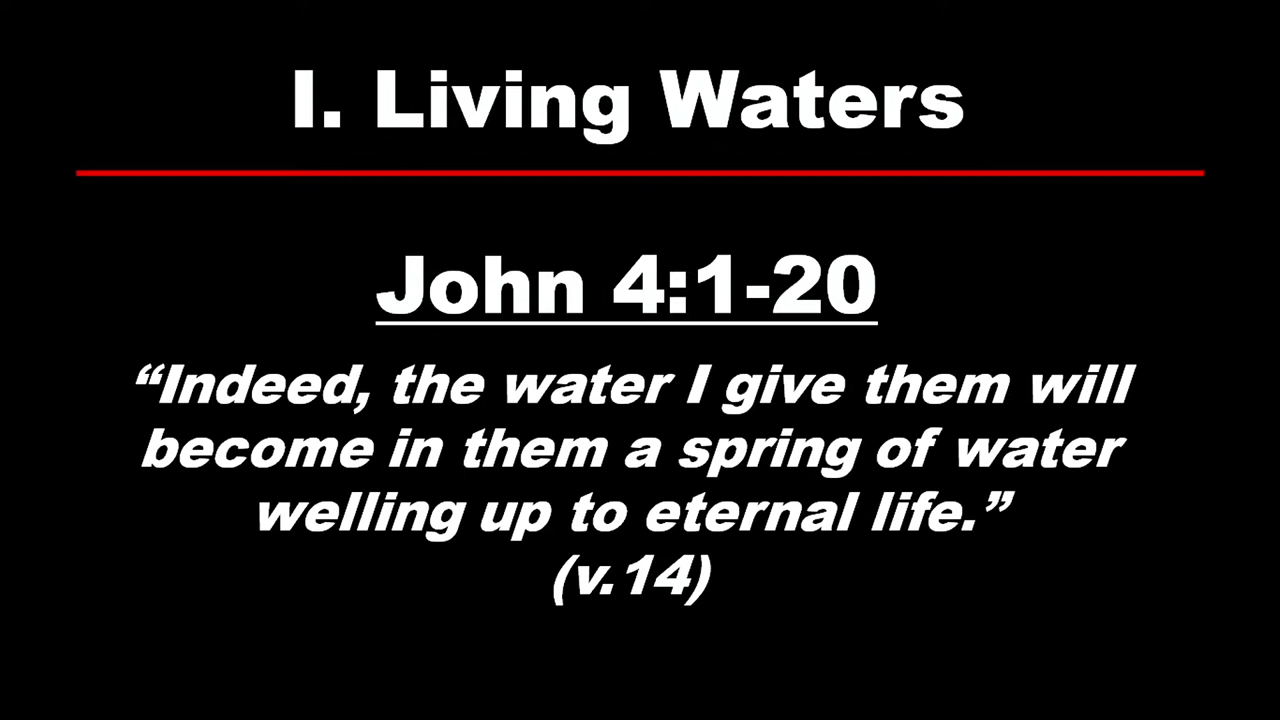 I. Living Waters
John 4:1-20
“Indeed, the water I give them will
become in them a spring of water
welling up to eternal life.”
(v.14)